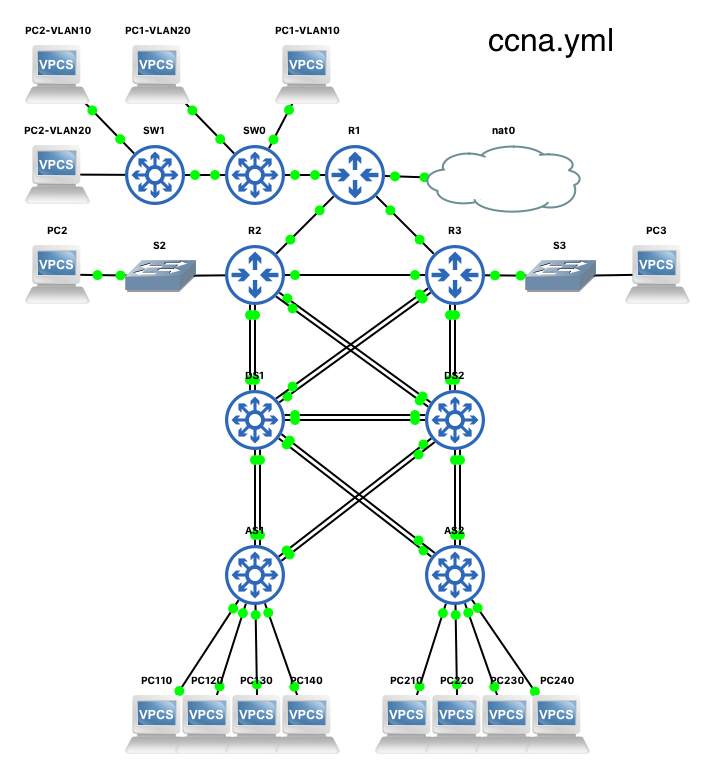 ccna.yml
PC2-VLAN10
PC1-VLAN20
PC1-VLAN10
VPCS
VPCS
VPCS
PC2-VLAN20
SW1
SW0
R1
nat0
VPCS
PC2
S2
R2
R3
S3
PC3
VPCS
VPCS
DS1
DS2
AS1
AS2
PC110
PC120
PC130
PC140
PC210
PC220
PC230
PC240
VPCS
VPCS
VPCS
VPCS
VPCS
VPCS
VPCS
VPCS